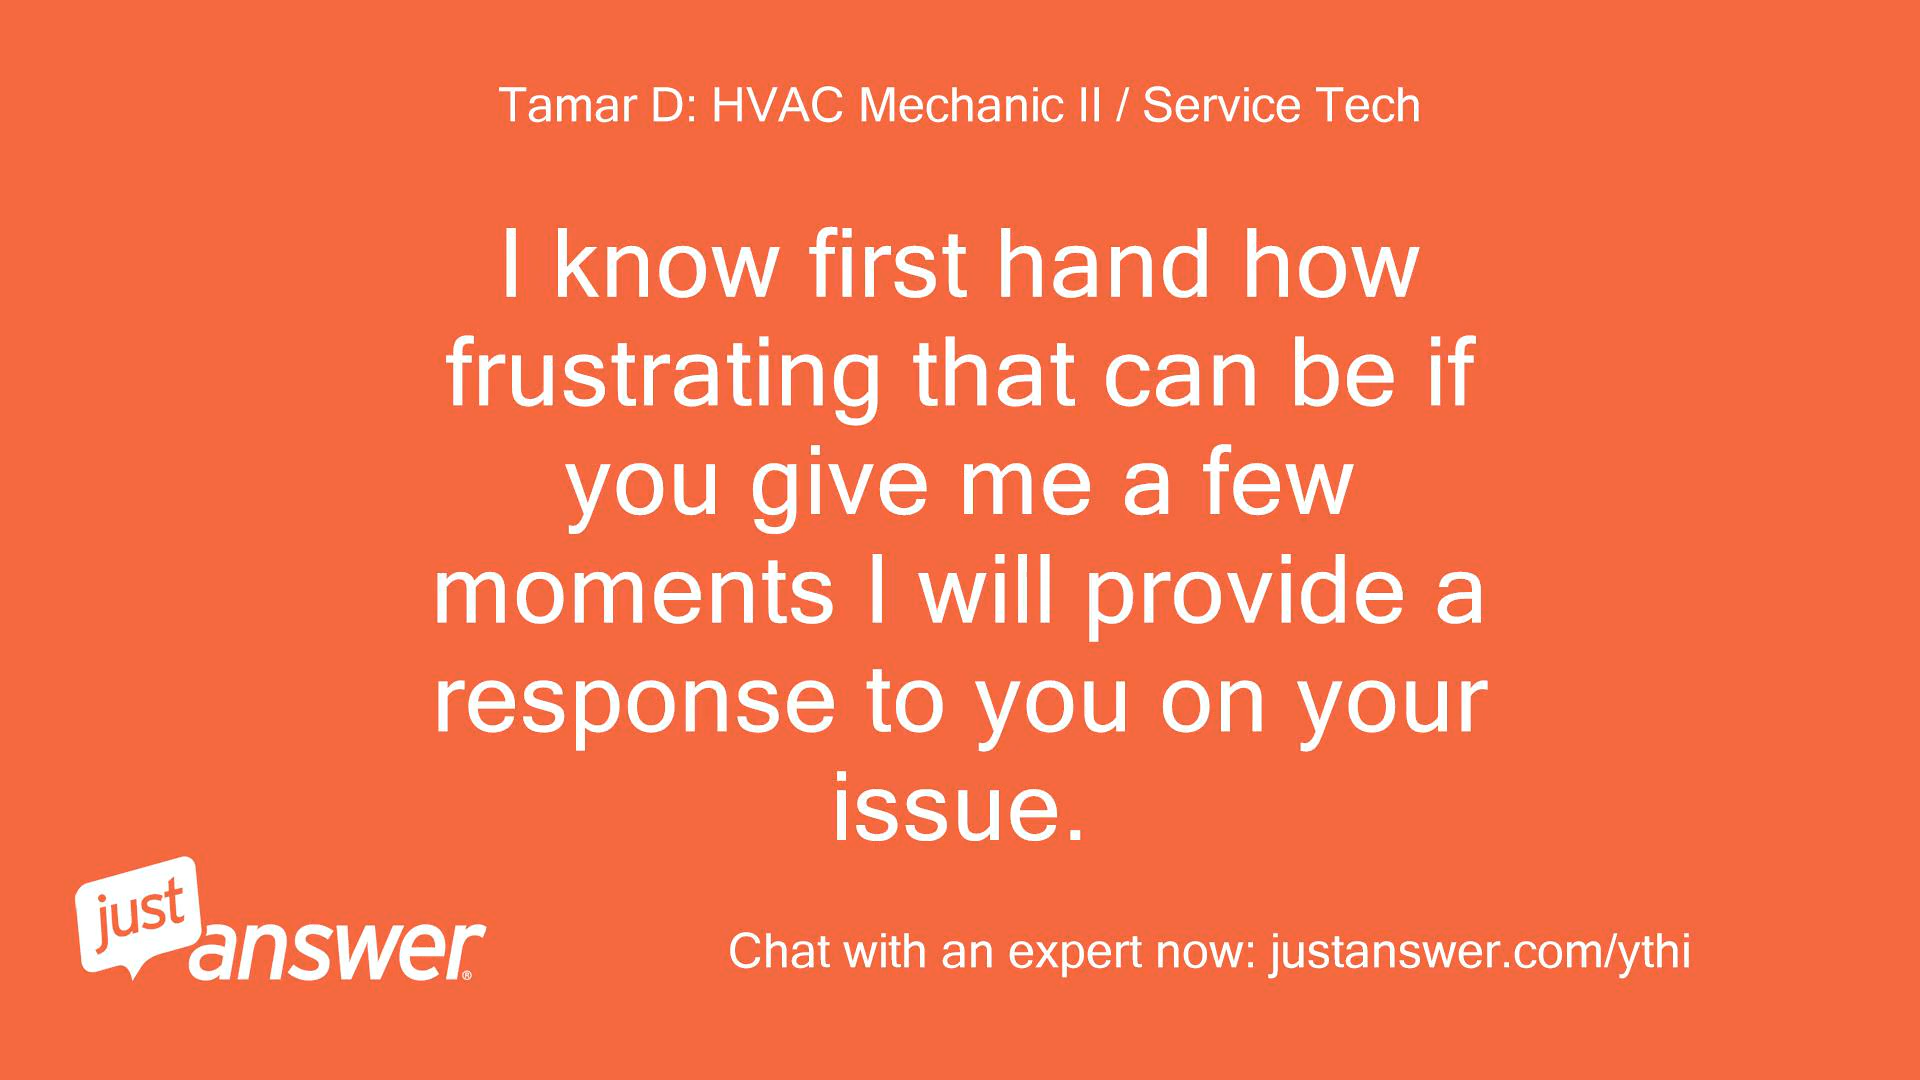 Tamar D: HVAC Mechanic II / Service Tech
I know first hand how
frustrating that can be if
you give me a few
moments I will provide a
response to you on your
issue.
just
answer®
Chat with an expert now: justanswer.com/ythi